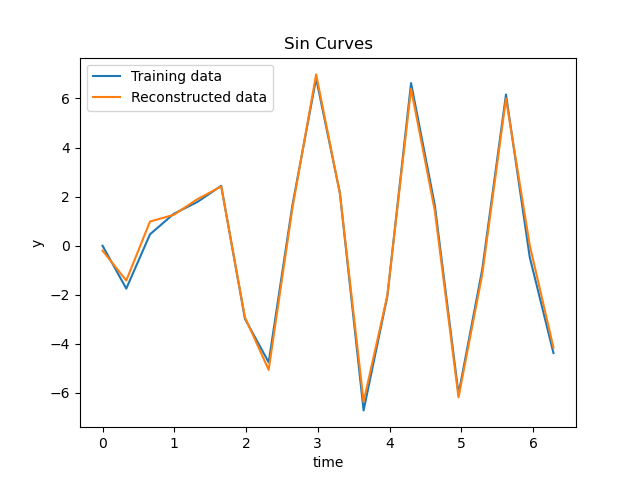 Sin Curves
Training data
Reconstructed data
6
4
2
0
−2
−4
−6
y
0 1 2 3 4 5 6
time